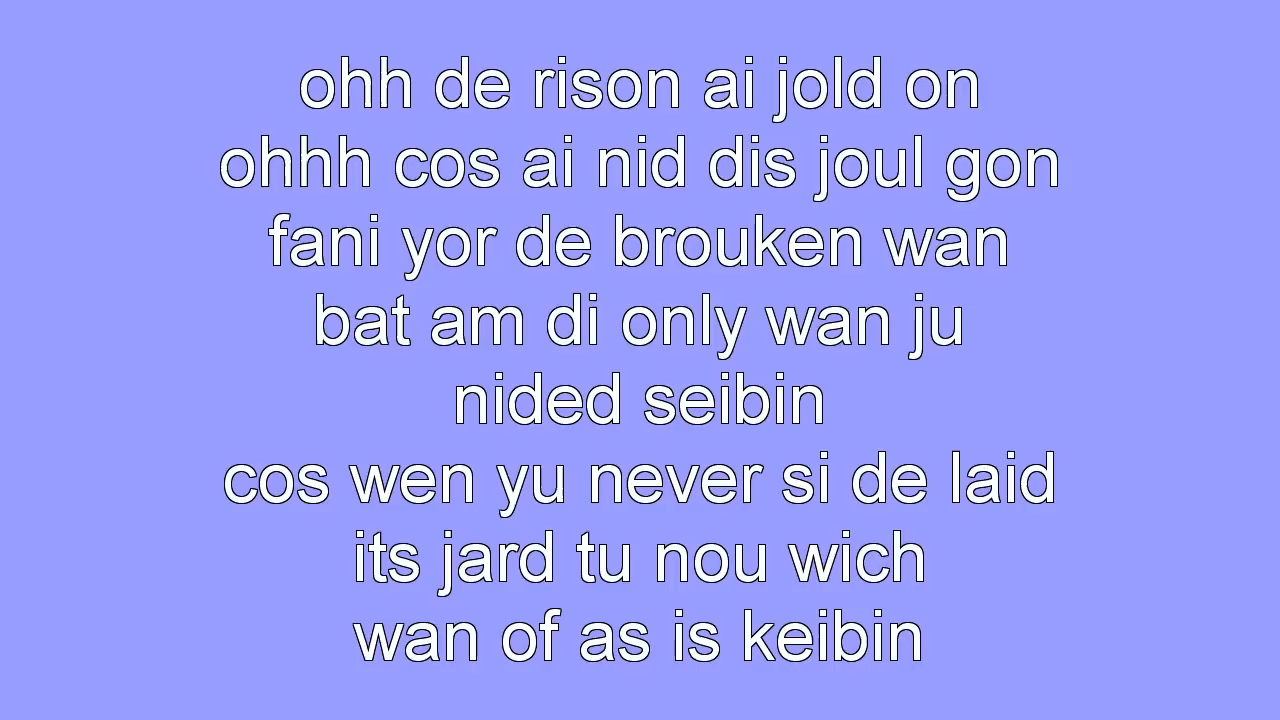 ohh de rison ai jold on
ohhh cos ai nid dis joul gon
fani yor de brouken wan
bat am di only wan ju
nided seibin
cos wen yu never si de laid
its jard tu nou wich
wan of as is keibin